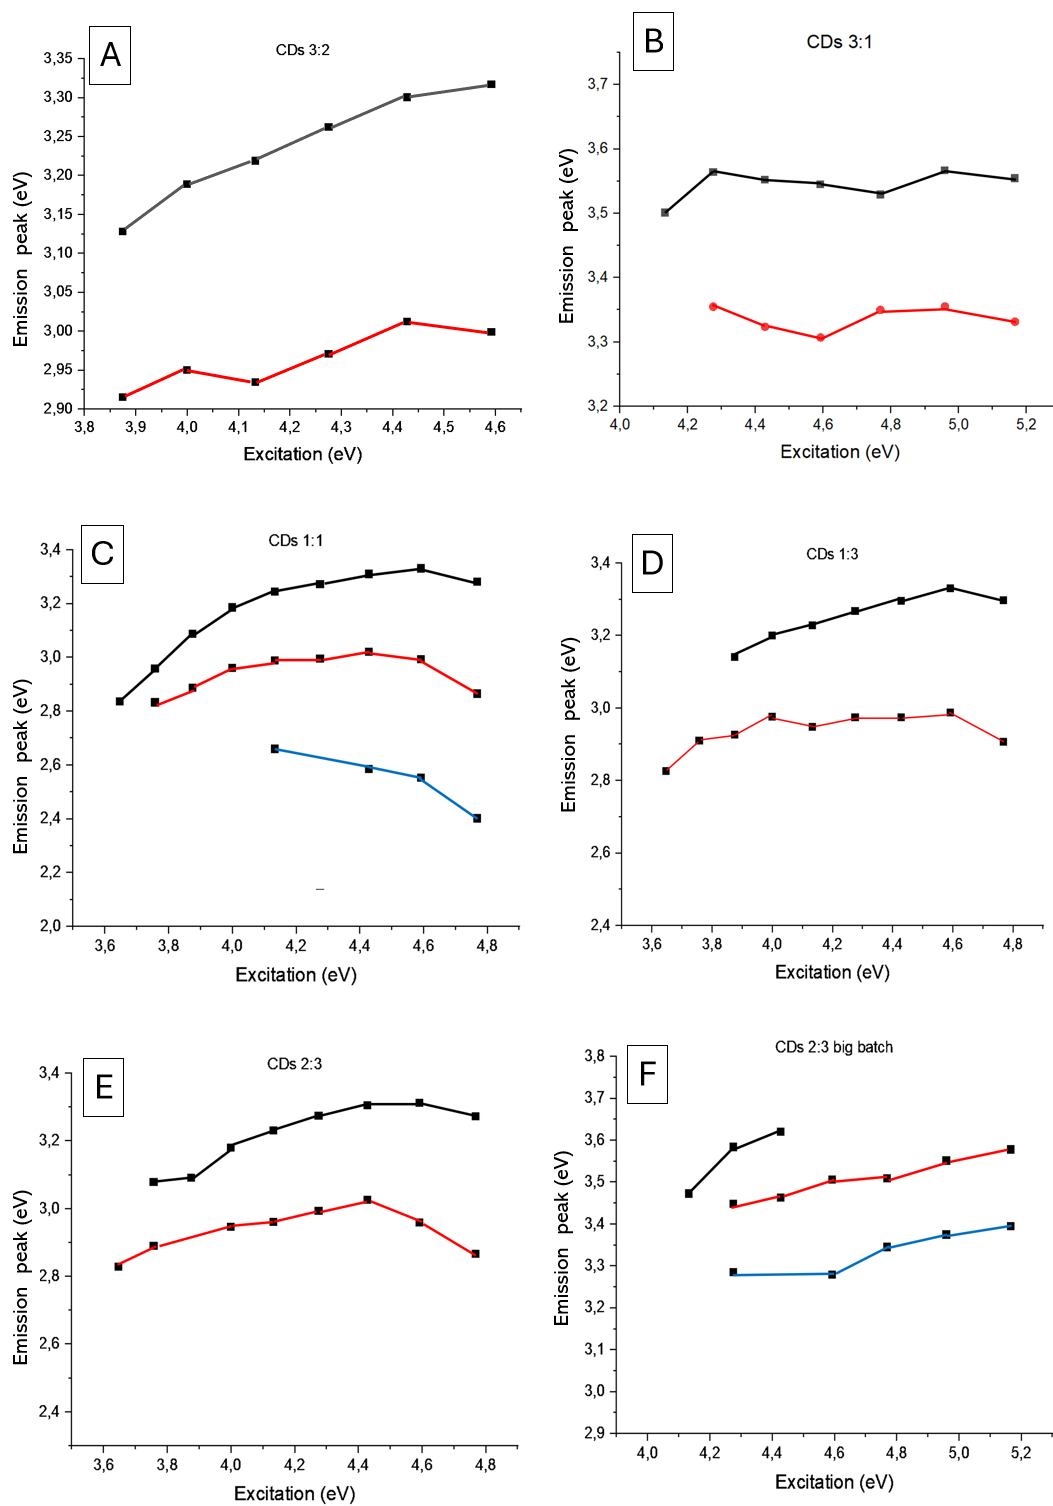 A
CDs 3:2
3,35
3,30
3,25
3,20
3,15
3,10
3,05
3,00
2,95
2,90
Emission peak (eV)
3,8 3,9 4,0 4,1 4,2 4,3 4,4 4,5 4,6
Excitation (eV)
B
CDs 3:1
3,7
3,6
3,5
3,4
3,3
3,2
Emission peak (eV)
4,0 4,2 4,4 4,6 4,8 5,0 5,2
Excitation (eV)
C
CDs 1:1
3,4
3,2
3,0
2,8
2,6
2,4
2,2
2,0
Emission peak (eV)
3,6 3,8 4,0 4,2 4,4 4,6 4,8
Excitation (eV)
D
CDs 1:3
3,4
3,2
3,0
2,8
2,6
2,4
Emission peak (eV)
3,6 3,8 4,0 4,2 4,4 4,6 4,8
Excitation (eV)
E
CDs 2:3
3,4
3,2
3,0
2,8
2,6
2,4
Emission peak (eV)
3,6 3,8 4,0 4,2 4,4 4,6 4,8
Excitation (eV)
F
CDs 2:3 big batch
3,8
3,7
3,6
3,5
3,4
3,3
3,2
3,1
3,0
2,9
Emission peak (eV)
4,0 4,2 4,4 4,6 4,8 5,0 5,2
Excitation (eV)